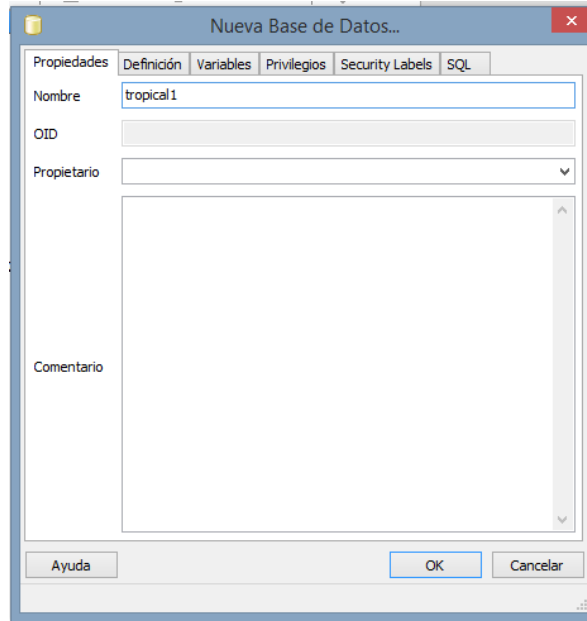 Nueva Base de Datos...
Propiedades Definición Variables Privilegios Security Labels SQL
Nombre tropical1
OID
Propietario
Comentario
Ayuda OK Cancelar